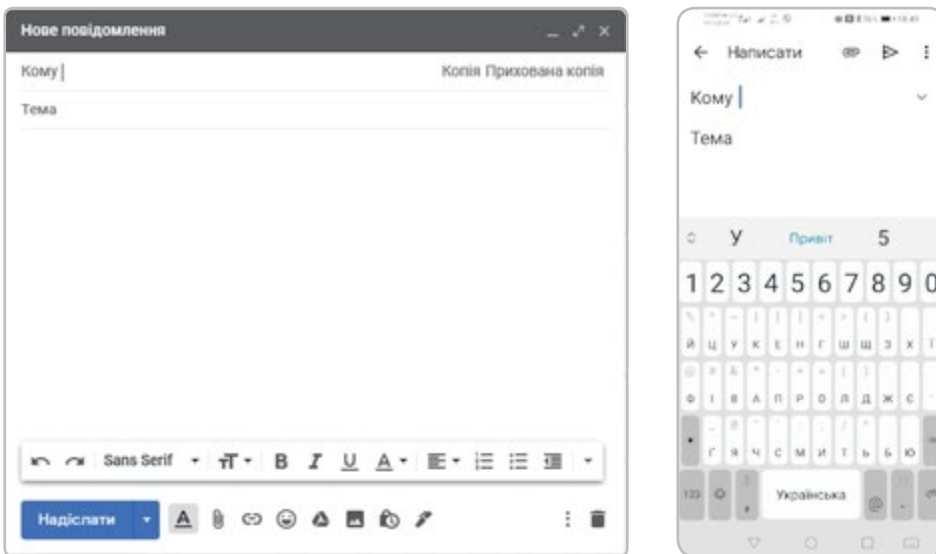 Нове повідомлення
Кому
Копія Прихована копія
Тема
Sans Serif
B I U A
Надіслати
A
Написати
Кому
Тема
У Привіт 5
1 2 3 4 5 6 7 8 9 0
й ц у к е н г ш щ з х ї
ф і в а п р о л д ж є
ґ я ч с м и т ь б ю
123 Українська @ .